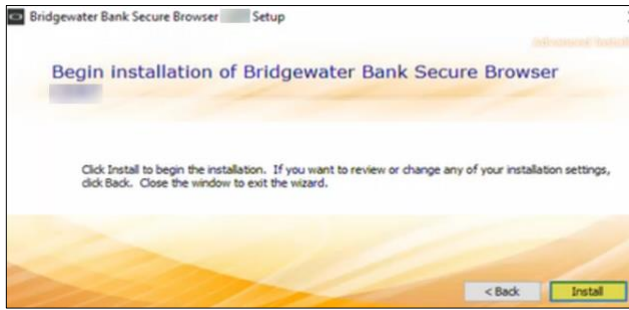 Bridgewater Bank Secure Browser Setup
Begin installation of Bridgewater Bank Secure Browser
Click Install to begin the installation. If you want to review or change any of your installation settings,
click Back. Close the window to exit the wizard.
< Back Install